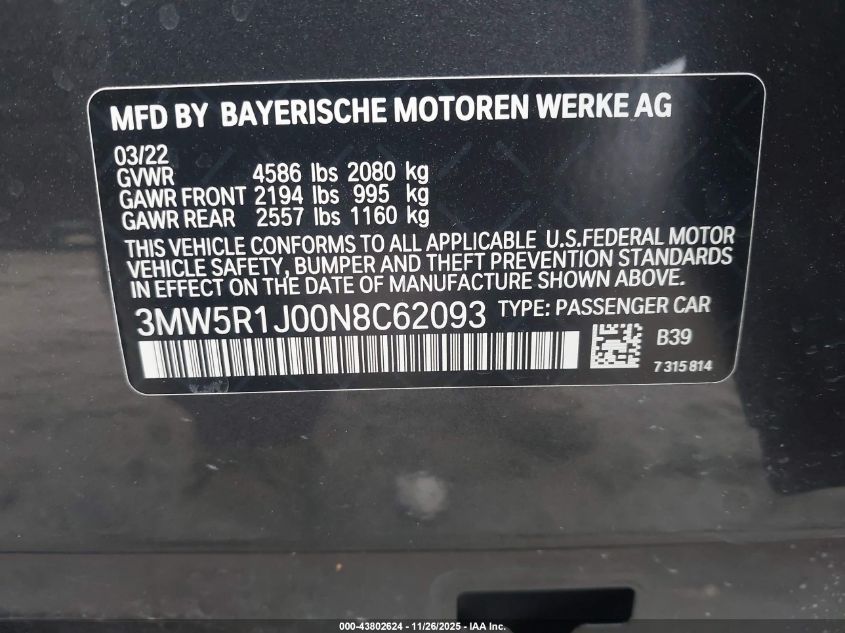 MFD BY BAYERISCHE MOTOREN WERKE AG
03/22
GVWR 4586 lbs 2080 kg
GAWR FRONT 2194 lbs 995 kg
GAWR REAR 2557 lbs 1160 kg
THIS VEHICLE CONFORMS TO ALL APPLICABLE U.S.FEDERAL MOTOR
VEHICLE SAFETY, BUMPER AND THEFT PREVENTION STANDARDS
IN EFFECT ON THE DATE OF MANUFACTURE SHOWN ABOVE.
3MW5R1J00N8C62093 TYPE: PASSENGER CAR
B39
7 315 814
000-43802624 - 11/26/2025 - IAA Inc.